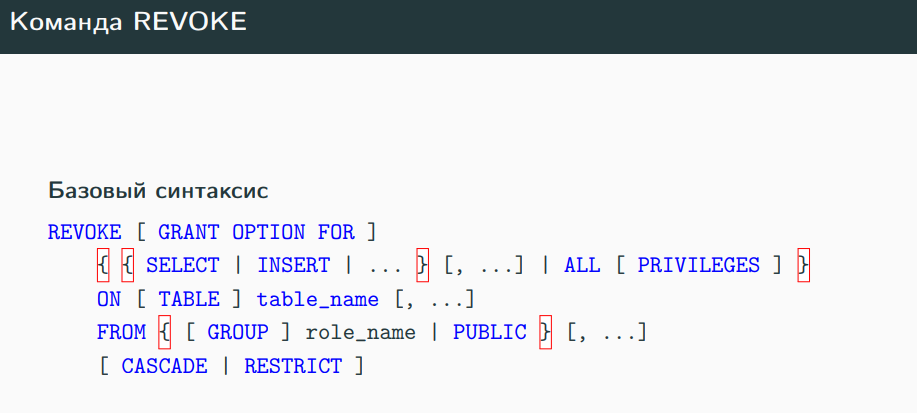 Команда REVOKE
Базовый синтаксис
REVOKE [ GRANT OPTION FOR ]
{ { SELECT | INSERT | ... } [, ...] | ALL [ PRIVILEGES ] }
ON [ TABLE ] table_name [, ...]
FROM { [ GROUP ] role_name | PUBLIC } [, ...]
[ CASCADE | RESTRICT ]